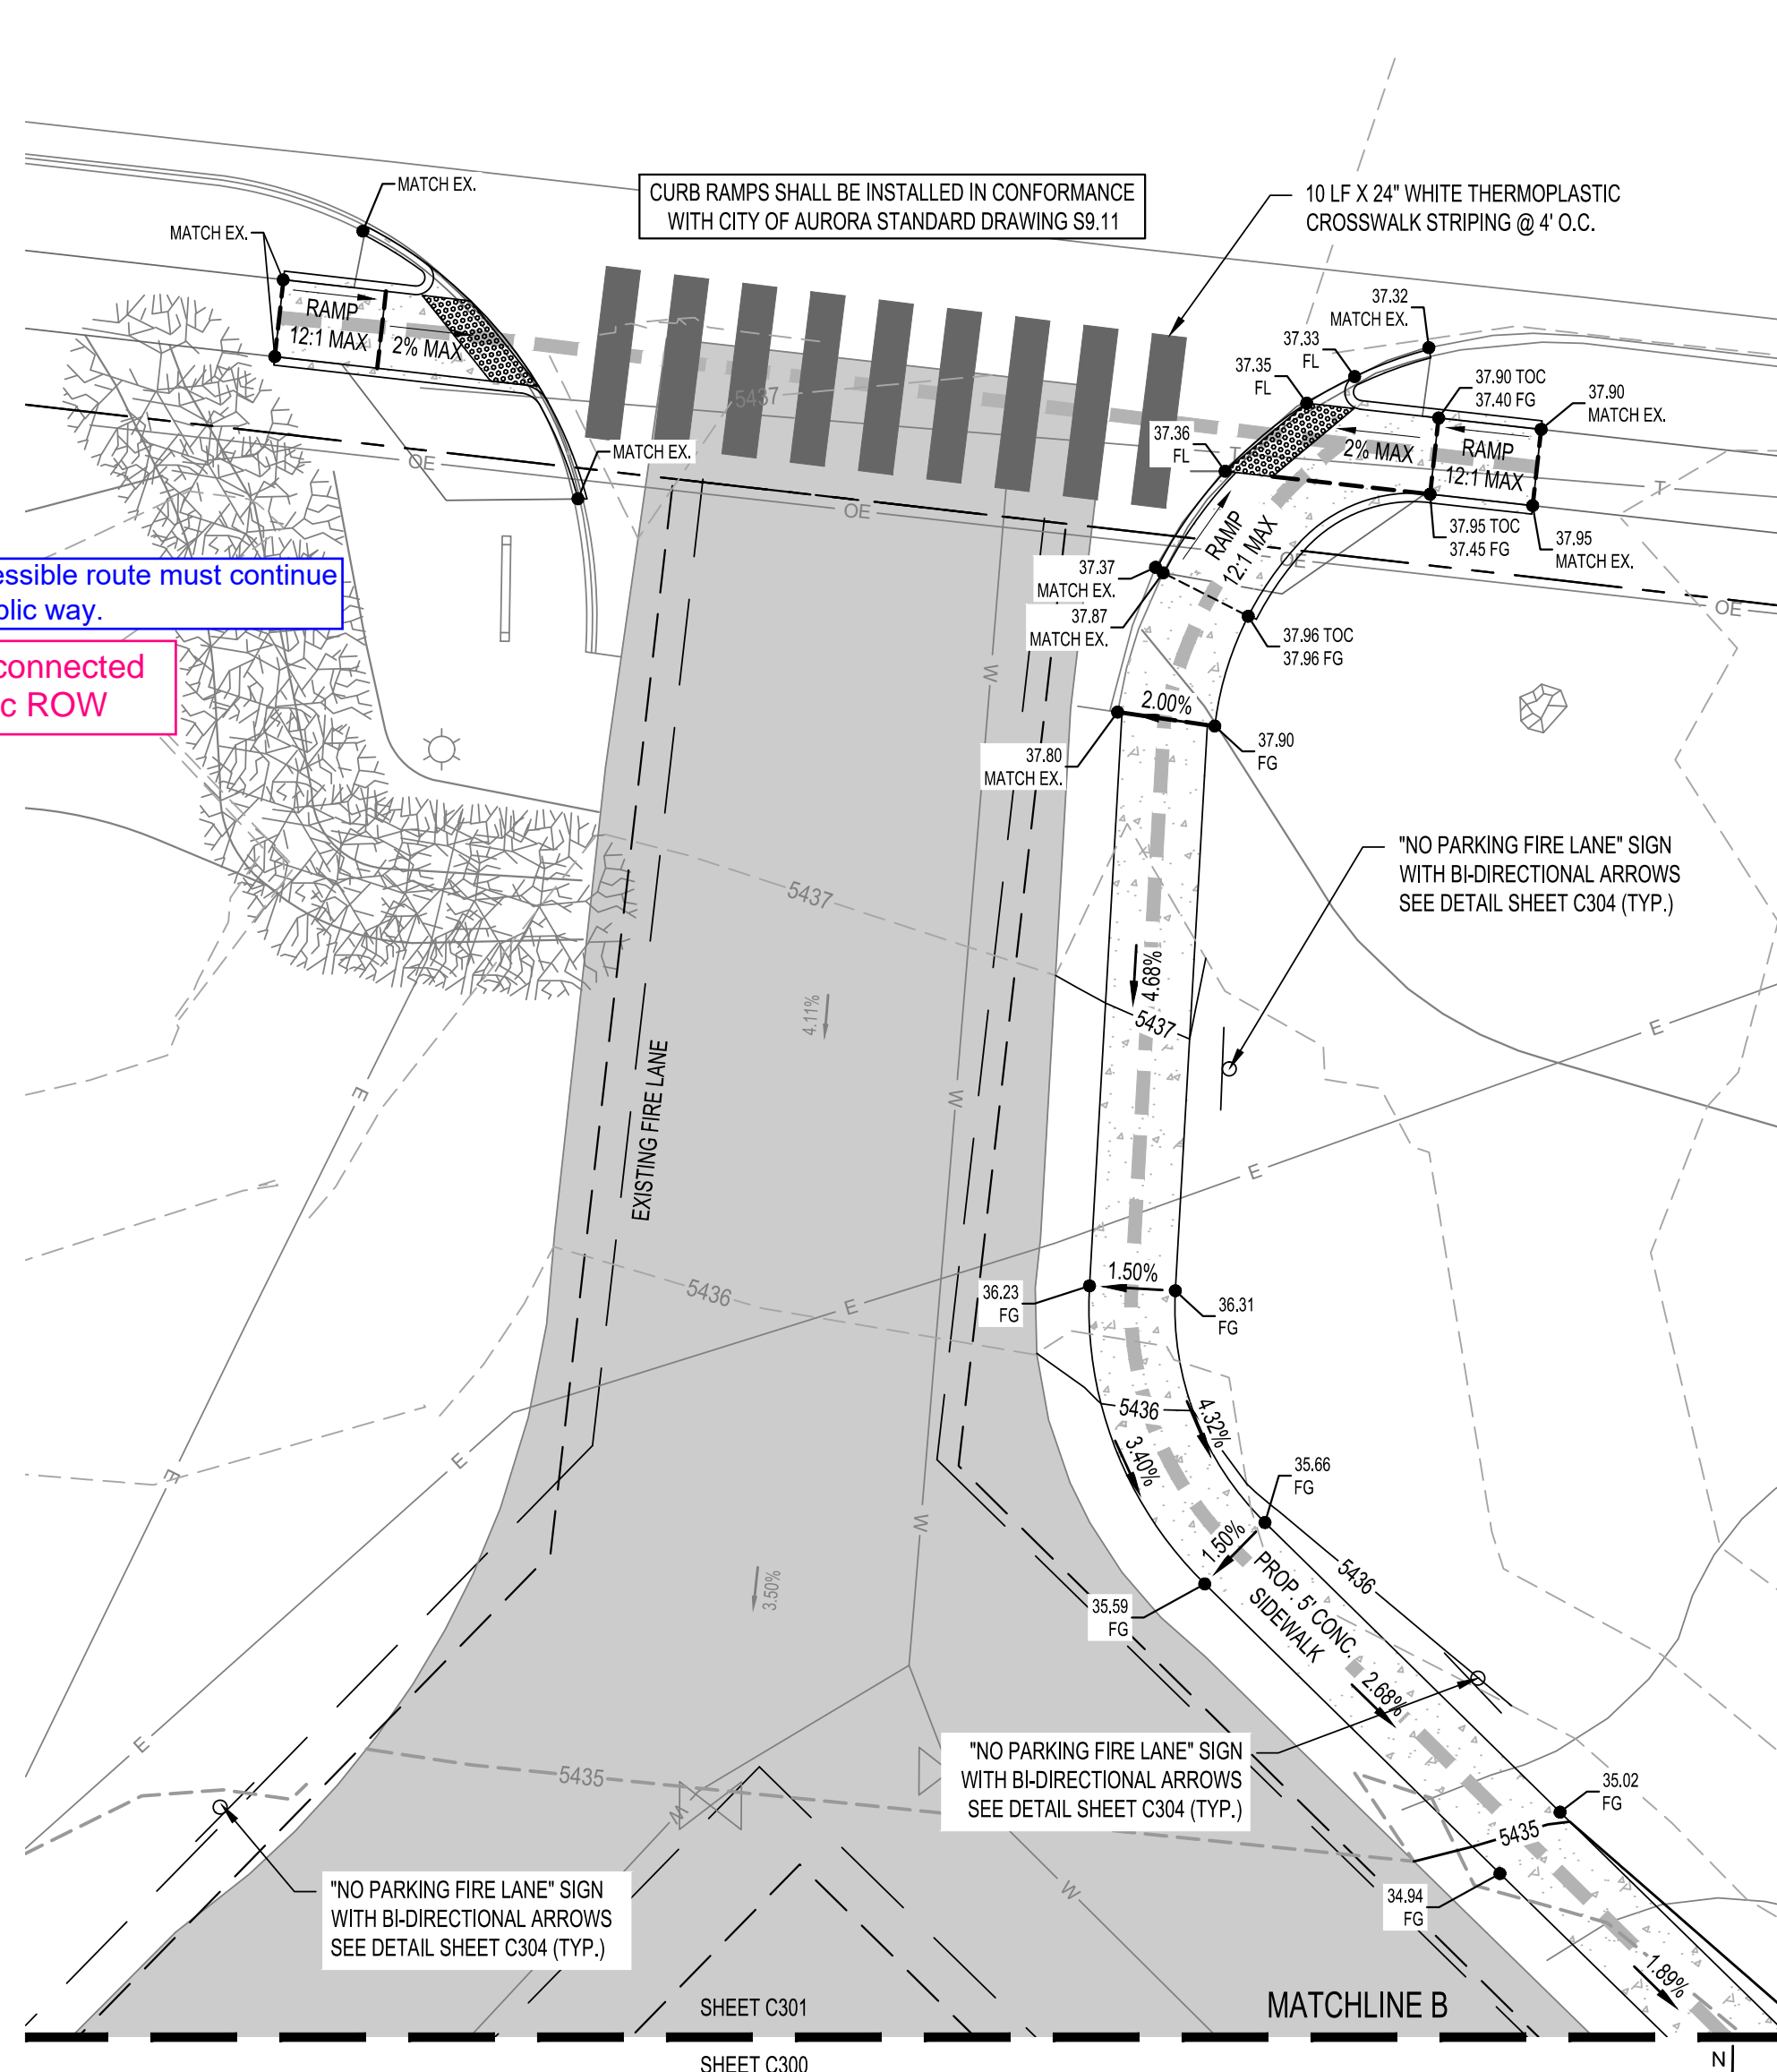 MATCH EX.
MATCH EX.
CURB RAMPS SHALL BE INSTALLED IN CONFORMANCE
WITH CITY OF AURORA STANDARD DRAWING S9.11
10 LF X 24" WHITE THERMOPLASTIC
CROSSWALK STRIPING @ 4' O.C.
RAMP
12:1 MAX
2% MAX
MATCH EX.
5437
OE
OE
OE
OE
T
T
37.32
MATCH EX.
37.33
FL
37.35
FL
37.36
FL
37.90 TOC
37.40 FG
37.90
MATCH EX.
2% MAX
RAMP
12:1 MAX
RAMP
12:1 MAX
37.95 TOC
37.45 FG
37.95
MATCH EX.
37.37
MATCH EX.
37.87
MATCH EX.
37.96 TOC
37.96 FG
essible route must continue
blic way.
connected
c ROW
2.00%
37.80
MATCH EX.
37.90
FG
W
"NO PARKING FIRE LANE" SIGN
WITH BI-DIRECTIONAL ARROWS
SEE DETAIL SHEET C304 (TYP.)
5437
4.68%
5437
4.11%
EXISTING FIRE LANE
W
E
E
E
E
5436
1.50%
36.23
FG
36.31
FG
5436
4.32%
3.40%
E
E
W
35.66
FG
1.50%
35.59
FG
3.50%
PROP. 5' CONC.
SIDEWALK
5436
2.68%
E
"NO PARKING FIRE LANE" SIGN
WITH BI-DIRECTIONAL ARROWS
SEE DETAIL SHEET C304 (TYP.)
5435
W
35.02
FG
5435
34.94
FG
W
"NO PARKING FIRE LANE" SIGN
WITH BI-DIRECTIONAL ARROWS
SEE DETAIL SHEET C304 (TYP.)
1.89%
SHEET C301
MATCHLINE B
SHEET C300
N